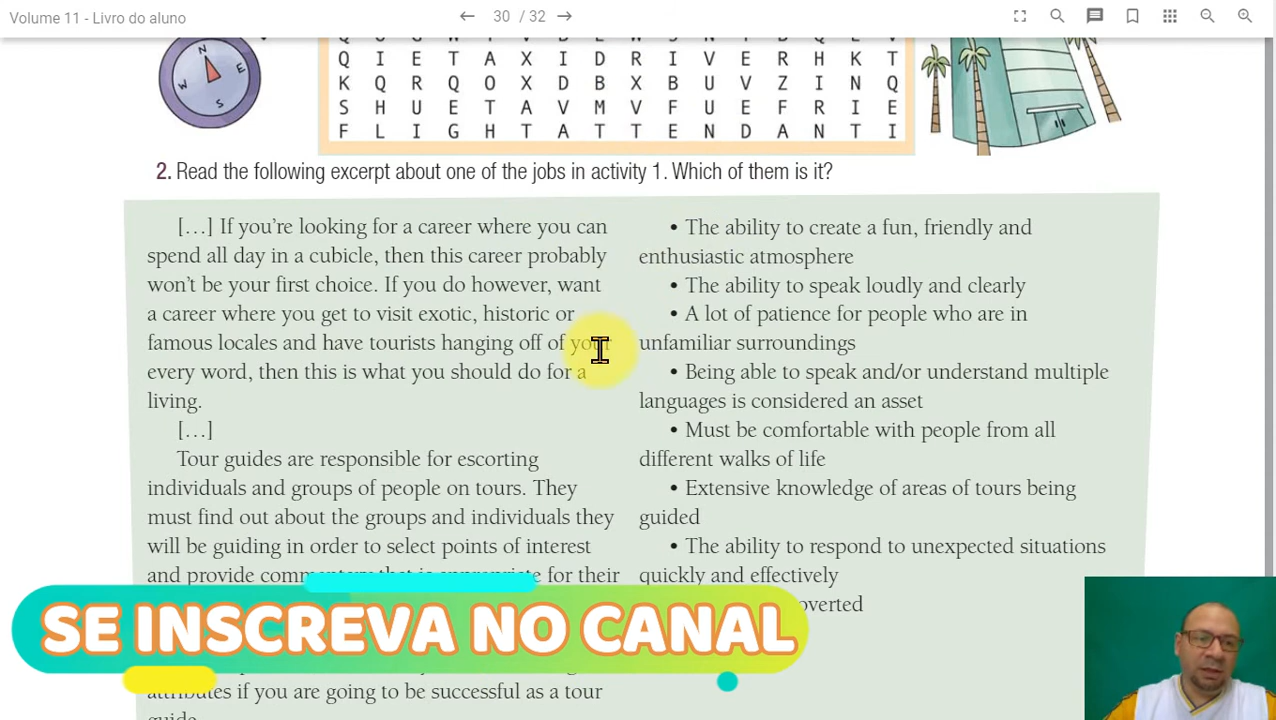 Volume 11 - Livro do aluno
30 / 32
N
E
S
W
Q I E T A X I D R I V E R H K T
K Q R Q O X D B X B U V Z I N Q
S H U E T A V M V F U E F R I E
F L I G H T A T T E N D A N T I
2. Read the following excerpt about one of the jobs in activity 1. Which of them is it?
[…] If you’re looking for a career where you can
spend all day in a cubicle, then this career probably
won’t be your first choice. If you do however, want
a career where you get to visit exotic, historic or
famous locales and have tourists hanging off of your
every word, then this is what you should do for a
living.
[…]
Tour guides are responsible for escorting
individuals and groups of people on tours. They
must find out about the groups and individuals they
will be guiding in order to select points of interest
and provide commentary that is appropriate for their
attributes if you are going to be successful as a tour
guide.
• The ability to create a fun, friendly and
enthusiastic atmosphere
• The ability to speak loudly and clearly
• A lot of patience for people who are in
unfamiliar surroundings
• Being able to speak and/or understand multiple
languages is considered an asset
• Must be comfortable with people from all
different walks of life
• Extensive knowledge of areas of tours being
guided
• The ability to respond to unexpected situations
quickly and effectively
overted
SE INSCREVA NO CANAL